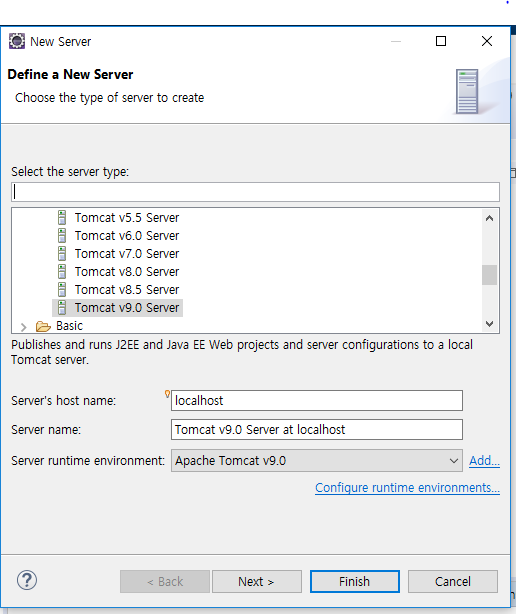 New Server
Define a New Server
Choose the type of server to create
Select the server type:
Tomcat v5.5 Server
Tomcat v6.0 Server
Tomcat v7.0 Server
Tomcat v8.0 Server
Tomcat v8.5 Server
Tomcat v9.0 Server
Basic
Publishes and runs J2EE and Java EE Web projects and server configurations to a local
Tomcat server.
Server's host name: localhost
Server name: Tomcat v9.0 Server at localhost
Server runtime environment: Apache Tomcat v9.0 Add...
Configure runtime environments...
? < Back Next > Finish Cancel